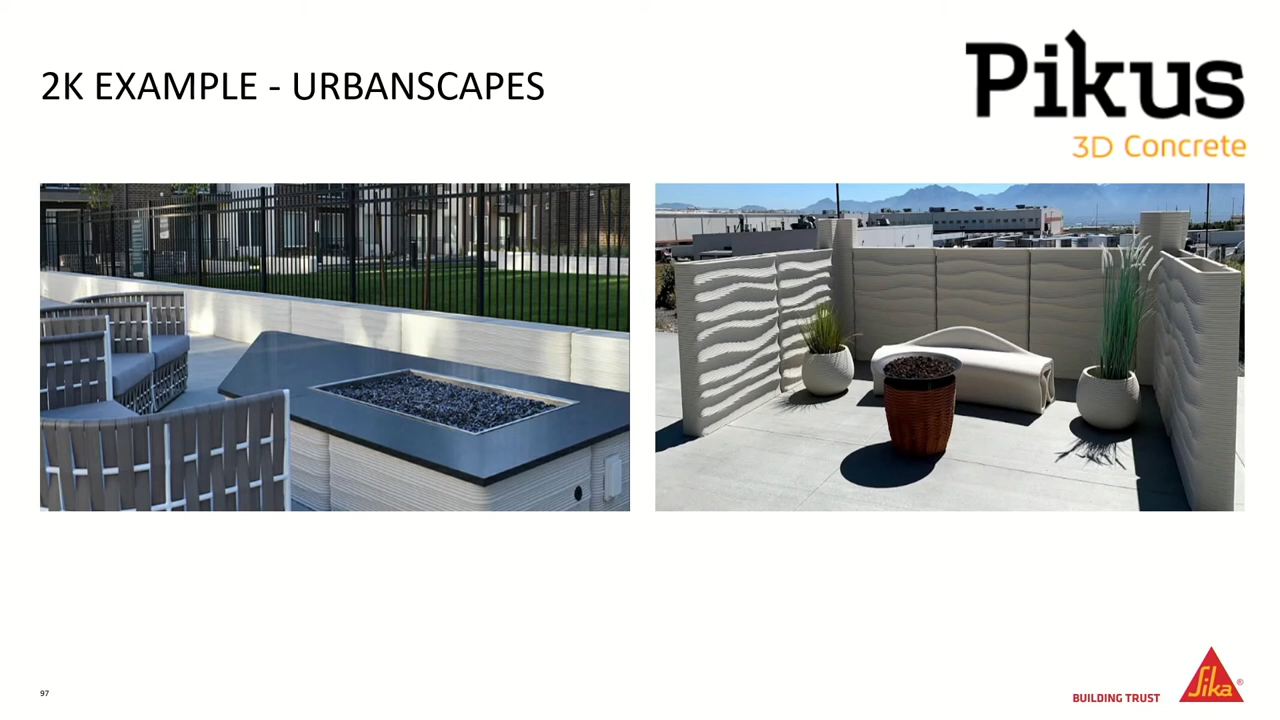 2K EXAMPLE - URBANSCAPES
Pikus
3D Concrete
97
BUILDING TRUST
Sika®